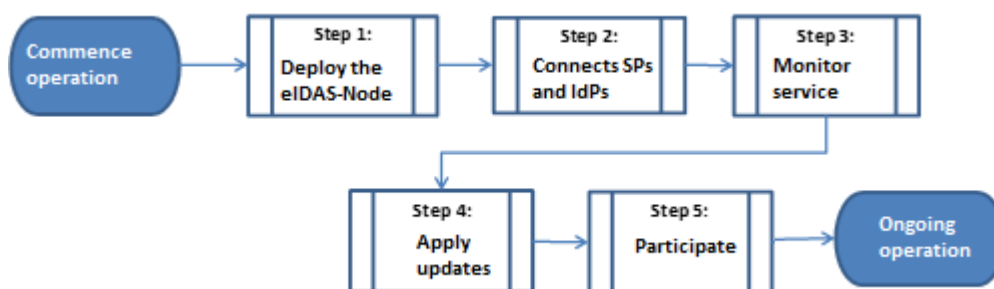 Commence
operation
Step 1:
Deploy the
eIDAS-Node
Step 2:
Connects SPs
and IdPs
Step 3:
Monitor
service
Step 4:
Apply
updates
Step 5:
Participate
Ongoing
operation